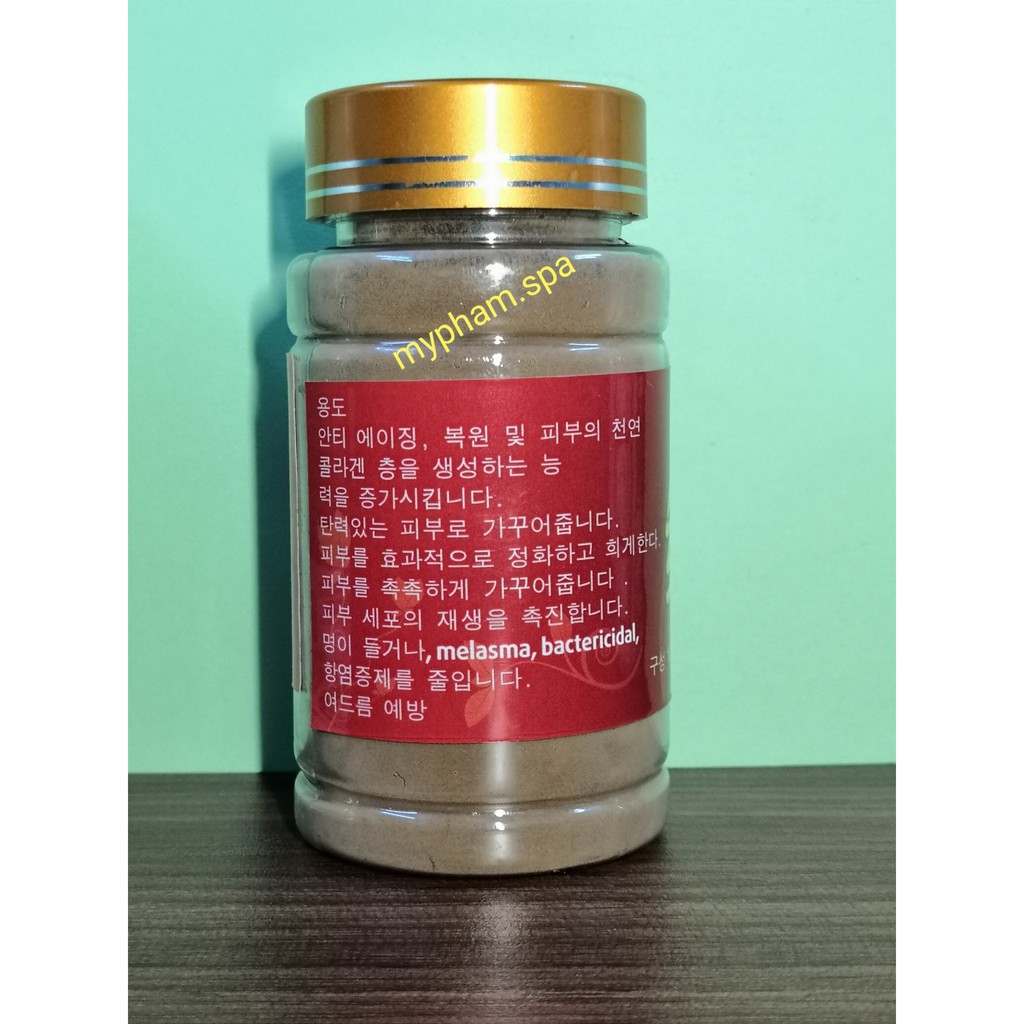 mypham.spa
용도
안티 에이징, 복원 및 피부의 천연
콜라겐 층을 생성하는 능
력을 증가시킵니다.
탄력있는 피부로 가꾸어줍니다.
피부를 효과적으로 정화하고 희게한다.
피부를 촉촉하게 가꾸어줍니다 .
피부 세포의 재생을 촉진합니다.
멍이 들거나, melasma, bactericidal,
항염증제를 줄입니다.
여드름 예방